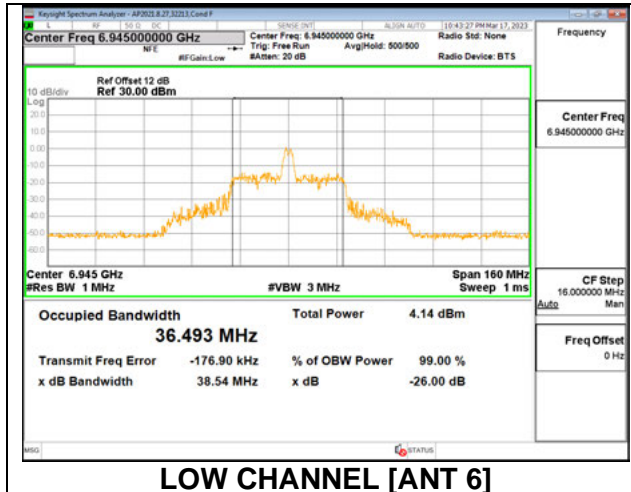 Keysight Spectrum Analyzer - AP2021.8.27,32213,Cond F
L RF 50 Ω DC SENSE:INT ALIGN AUTO 10:43:27 PM Mar 17, 2023
Center Freq 6.945000000 GHz
NFE
#IFGain:Low
Center Freq: 6.945000000 GHz
Trig: Free Run Avg|Hold: 500/500
#Atten: 20 dB
Radio Std: None
Radio Device: BTS
Frequency
Ref Offset 12 dB
10 dB/div Ref 30.00 dBm
Log
20.0
10.0
0.00
-10.0
-20.0
-30.0
-40.0
-50.0
-60.0
Center Freq
6.945000000 GHz
Center 6.945 GHz Span 160 MHz
#Res BW 1 MHz #VBW 3 MHz Sweep 1 ms
CF Step
16.000000 MHz
Auto Man
Freq Offset
0 Hz
Occupied Bandwidth Total Power 4.14 dBm
36.493 MHz
Transmit Freq Error -176.90 kHz % of OBW Power 99.00 %
x dB Bandwidth 38.54 MHz x dB -26.00 dB
MSG STATUS
LOW CHANNEL [ANT 6]